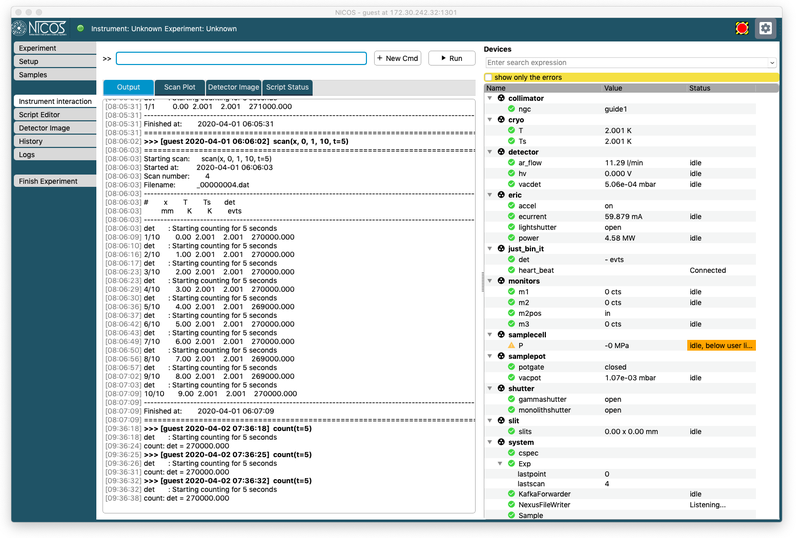 NICOS - guest at 172.30.242.32:1301
NICOS Instrument: Unknown Experiment: Unknown
Experiment
Setup
Samples
Instrument interaction
Script Editor
Detector Image
History
Logs
Finish Experiment
>> + New Cmd Run
Output Scan Plot Detector Image Script Status
[08:05:31] 1/1 0.00 2.001 2.001 271000.000
[08:05:31] ------------------------------------------------------------
[08:05:31] Finished at: 2020-04-01 06:05:31
[08:05:31] ============================================================
[08:06:02] >>> [guest 2020-04-01 06:06:02] scan(x, 0, 1, 10, t=5)
[08:06:03] ============================================================
[08:06:03] Starting scan: scan(x, 0, 1, 10, t=5)
[08:06:03] Started at: 2020-04-01 06:06:03
[08:06:03] Scan number: 4
[08:06:03] Filename: _00000004.dat
[08:06:03] ------------------------------------------------------------
[08:06:03] # x T Ts det
[08:06:03] mm K K evts
[08:06:03] ------------------------------------------------------------
[08:06:03] det : Starting counting for 5 seconds
[08:06:09] 1/10 0.00 2.001 2.001 270000.000
[08:06:10] det : Starting counting for 5 seconds
[08:06:16] 2/10 1.00 2.001 2.001 270000.000
[08:06:17] det : Starting counting for 5 seconds
[08:06:23] 3/10 2.00 2.001 2.001 270000.000
[08:06:23] det : Starting counting for 5 seconds
[08:06:29] 4/10 3.00 2.001 2.001 270000.000
[08:06:30] det : Starting counting for 5 seconds
[08:06:36] 5/10 4.00 2.001 2.001 269000.000
[08:06:37] det : Starting counting for 5 seconds
[08:06:42] 6/10 5.00 2.001 2.001 270000.000
[08:06:43] det : Starting counting for 5 seconds
[08:06:49] 7/10 6.00 2.001 2.001 270000.000
[08:06:50] det : Starting counting for 5 seconds
[08:06:56] 8/10 7.00 2.001 2.001 269000.000
[08:06:57] det : Starting counting for 5 seconds
[08:07:02] 9/10 8.00 2.001 2.001 269000.000
[08:07:03] det : Starting counting for 5 seconds
[08:07:09] 10/10 9.00 2.001 2.001 270000.000
[08:07:09] ------------------------------------------------------------
[08:07:09] Finished at: 2020-04-01 06:07:09
[08:07:09] ============================================================
[09:36:18] >>> [guest 2020-04-02 07:36:18] count(t=5)
[09:36:18] det : Starting counting for 5 seconds
[09:36:24] count: det = 270000.000
[09:36:25] >>> [guest 2020-04-02 07:36:25] count(t=5)
[09:36:26] det : Starting counting for 5 seconds
[09:36:31] count: det = 270000.000
[09:36:32] >>> [guest 2020-04-02 07:36:32] count(t=5)
[09:36:32] det : Starting counting for 5 seconds
[09:36:38] count: det = 270000.000
Devices
Enter search expression
show only the errors
Name Value Status
collimator
ngc guide1
cryo
T 2.001 K
Ts 2.001 K
detector
ar_flow 11.29 l/min idle
hv 0.000 V idle
vacdet 5.06e-04 mbar idle
eric
accel on
ecurrent 59.879 mA idle
lightshutter open
power 4.58 MW idle
just_bin_it
det - evts
heart_beat Connected
monitors
m1 0 cts idle
m2 0 cts idle
m2pos in
m3 0 cts idle
samplecell
P -0 MPa idle, below user li...
samplepot
potgate closed
vacpot 1.07e-03 mbar idle
shutter
gammashutter open
monolithshutter open
slit
slits 0.00 x 0.00 mm idle
system
cspec
Exp
lastpoint 0
lastscan 4
KafkaForwarder idle
NexusFileWriter Listening...
Sample